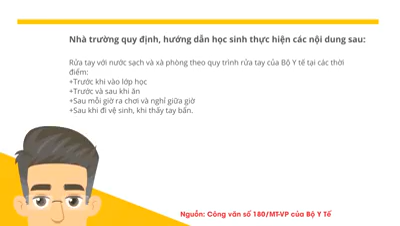 Nhà trường quy định, hướng dẫn học sinh thực hiện các nội dung sau:
Rửa tay với nước sạch và xà phòng theo quy trình rửa tay của Bộ Y tế tại các thời
điểm:
+Trước khi vào lớp học
+Trước và sau khi ăn
+Sau mỗi giờ ra chơi và nghỉ giữa giờ
+Sau khi đi vệ sinh, khi thấy tay bẩn.
Nguồn: Công văn số 180/MT-VP của Bộ Y Tế